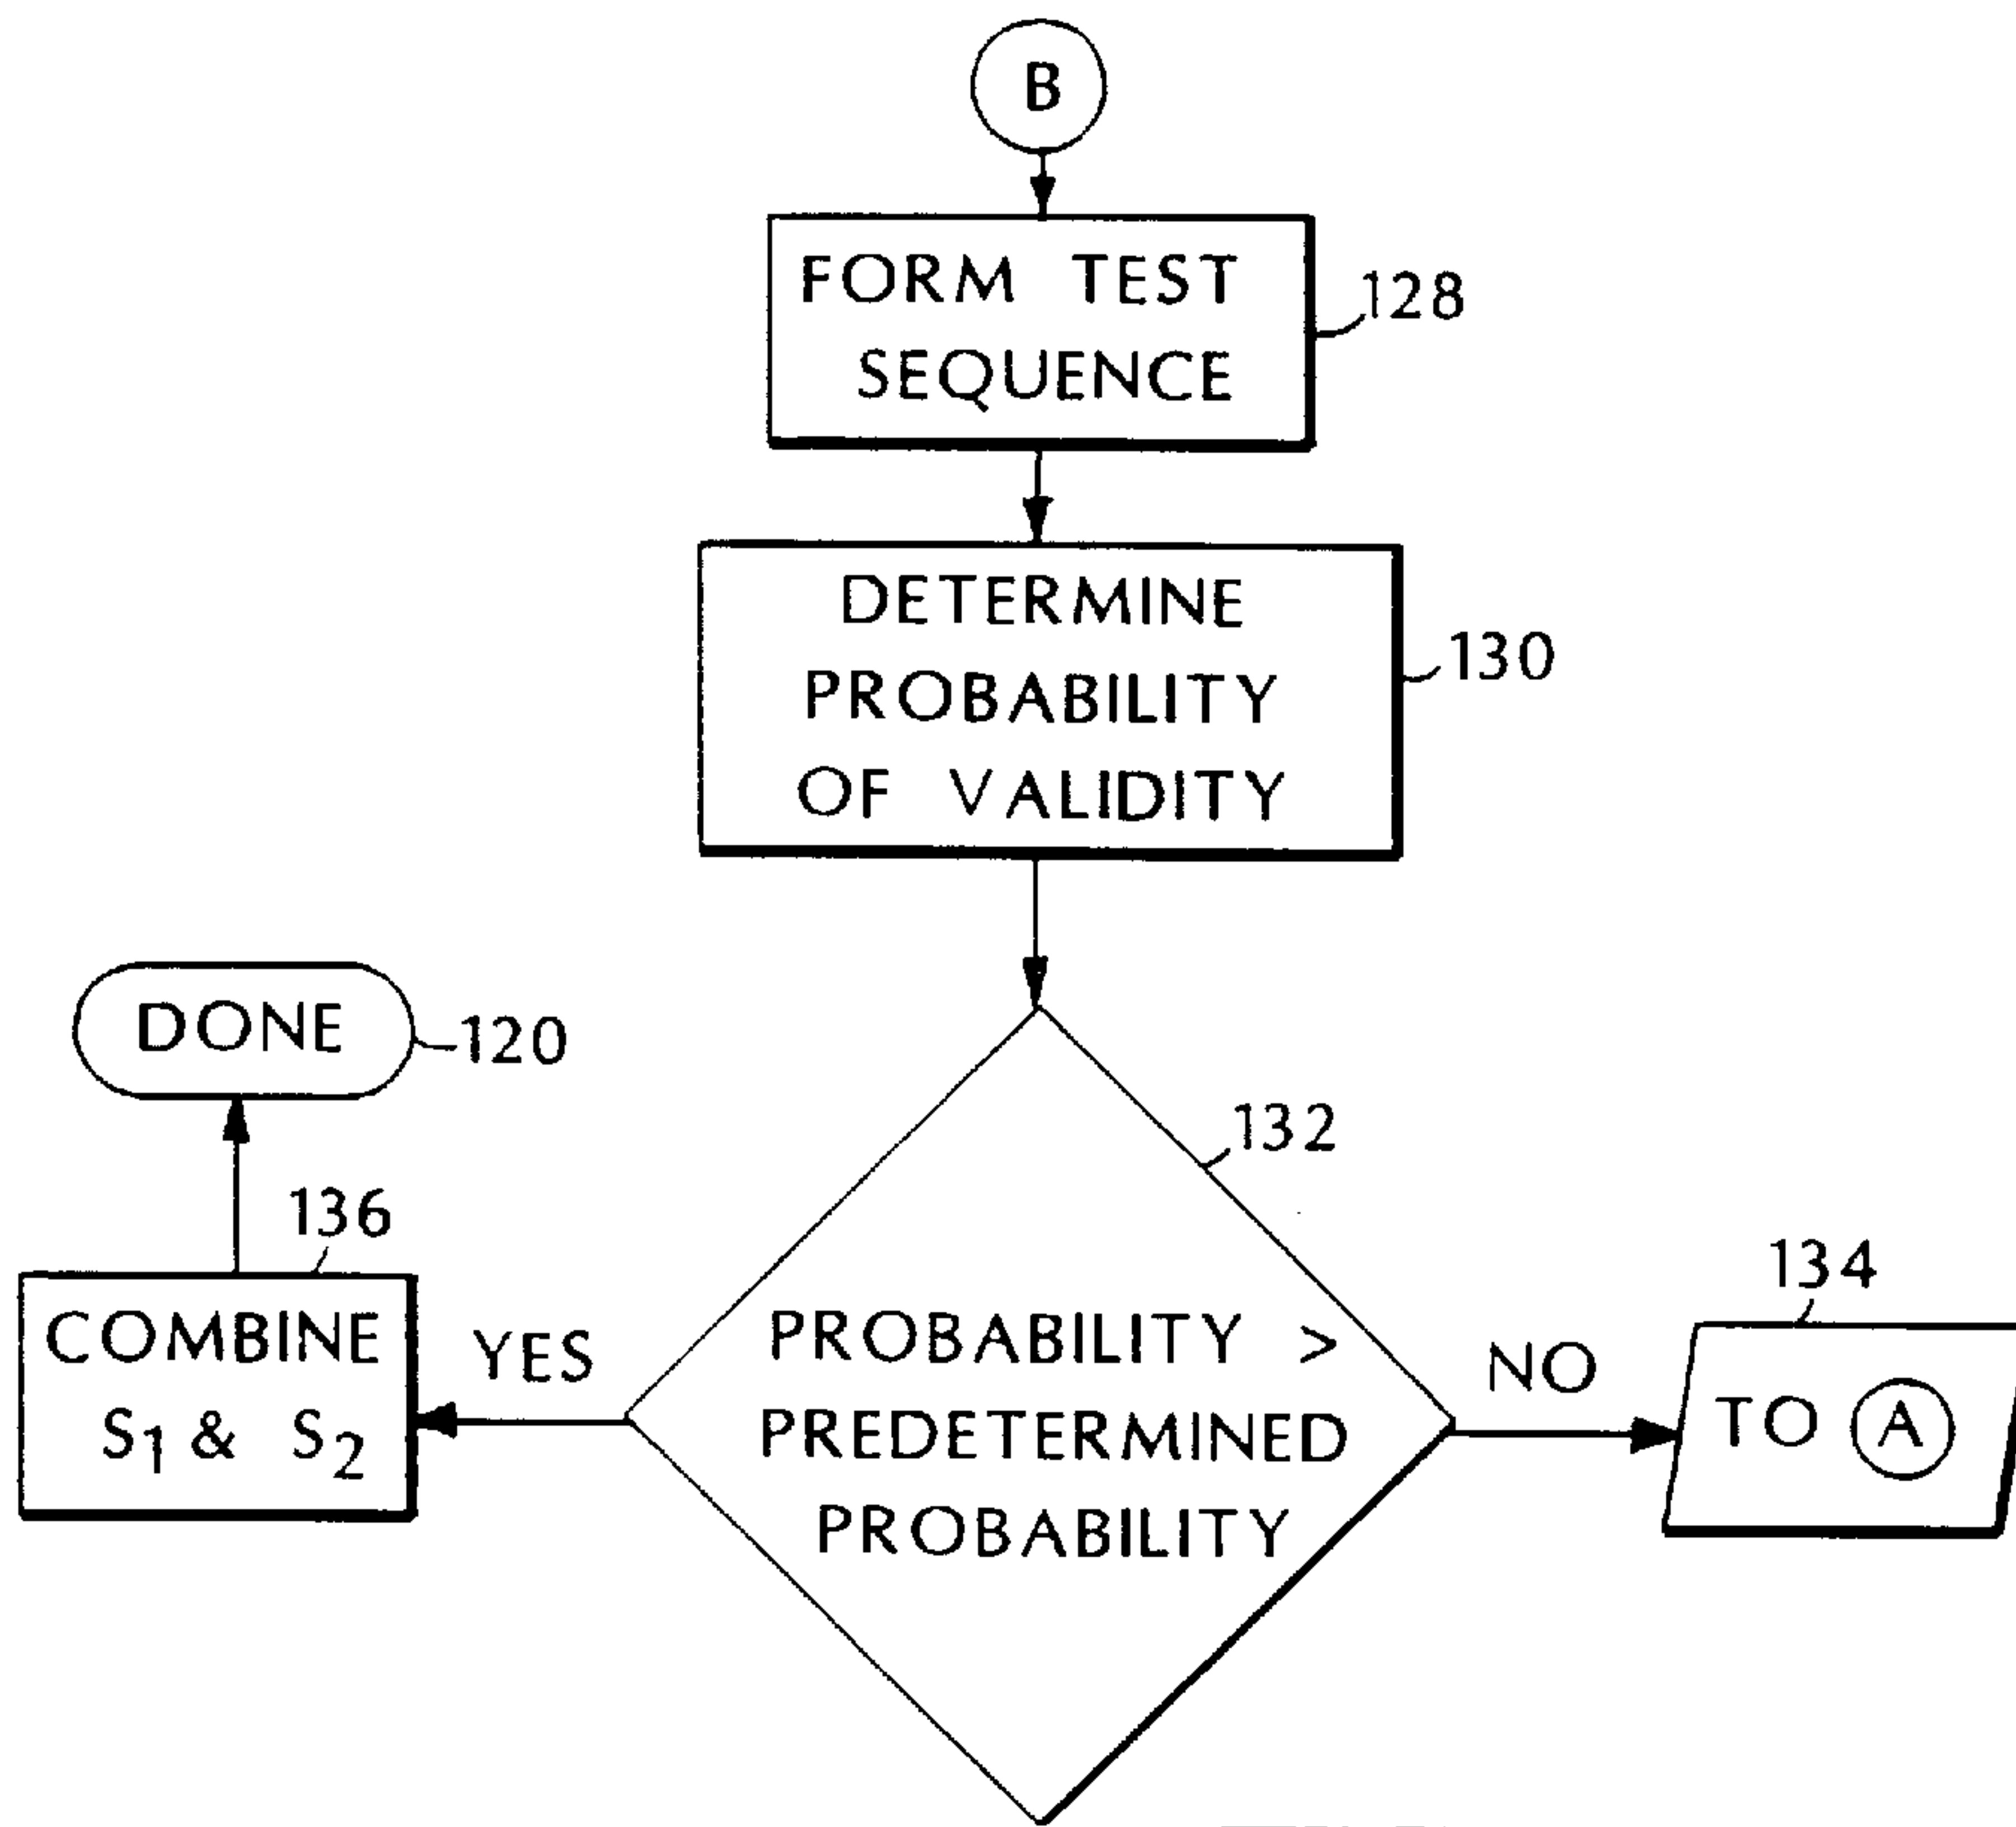 B
FORM TEST
SEQUENCE
128
DETERMINE
PROBABILITY
OF VALIDITY
130
DONE
120
132
136
COMBINE
S1 & S2
YES
PROBABILITY >
PREDETERMINED
PROBABILITY
NO
134
TO A